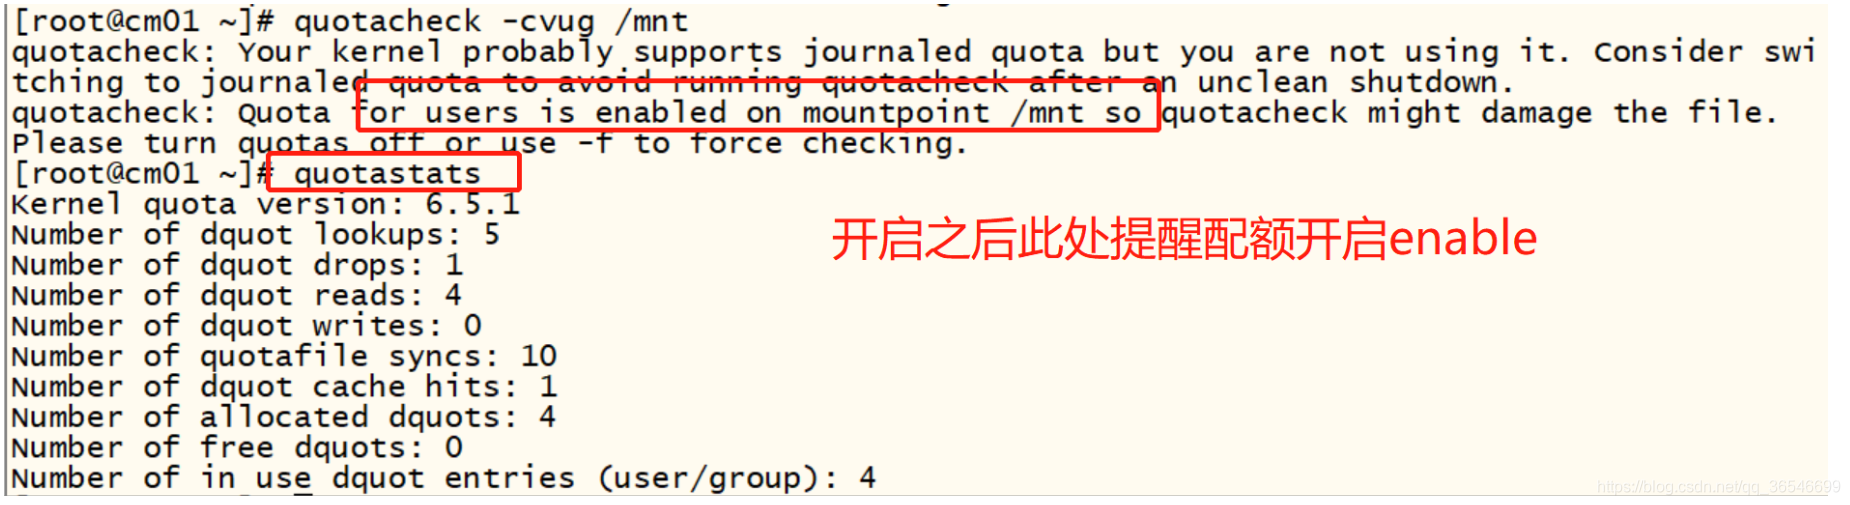 [root@cm01 ~]# quotacheck -cvug /mnt
quotacheck: Your kernel probably supports journaled quota but you are not using it. Consider swi
tching to journaled quota to avoid running quotacheck after an unclean shutdown.
quotacheck: Quota for users is enabled on mountpoint /mnt so quotacheck might damage the file.
Please turn quotas off or use -f to force checking.
[root@cm01 ~]# quotastats
Kernel quota version: 6.5.1
Number of dquot lookups: 5
开启之后此处提醒配额开启enable
Number of dquot drops: 1
Number of dquot reads: 4
Number of dquot writes: 0
Number of quotafile syncs: 10
Number of dquot cache hits: 1
Number of allocated dquots: 4
Number of free dquots: 0
Number of in use dquot entries (user/group): 4
https://blog.csdn.net/qq_36546699